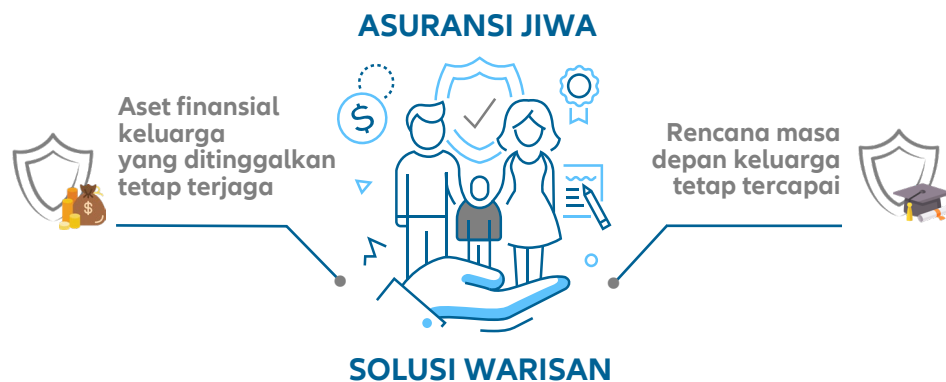 ASURANSI JIWA
Aset finansial
keluarga
yang ditinggalkan
tetap terjaga
$
$
Rencana masa
depan keluarga
tetap tercapai
SOLUSI WARISAN